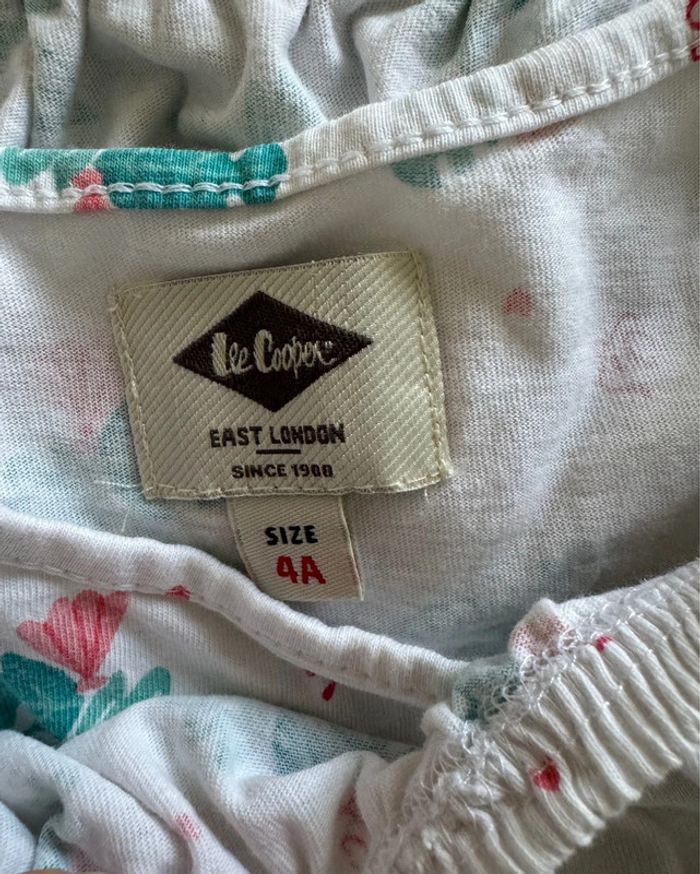 Lee Cooper
EAST LONDON
SINCE 1908
SIZE
4A